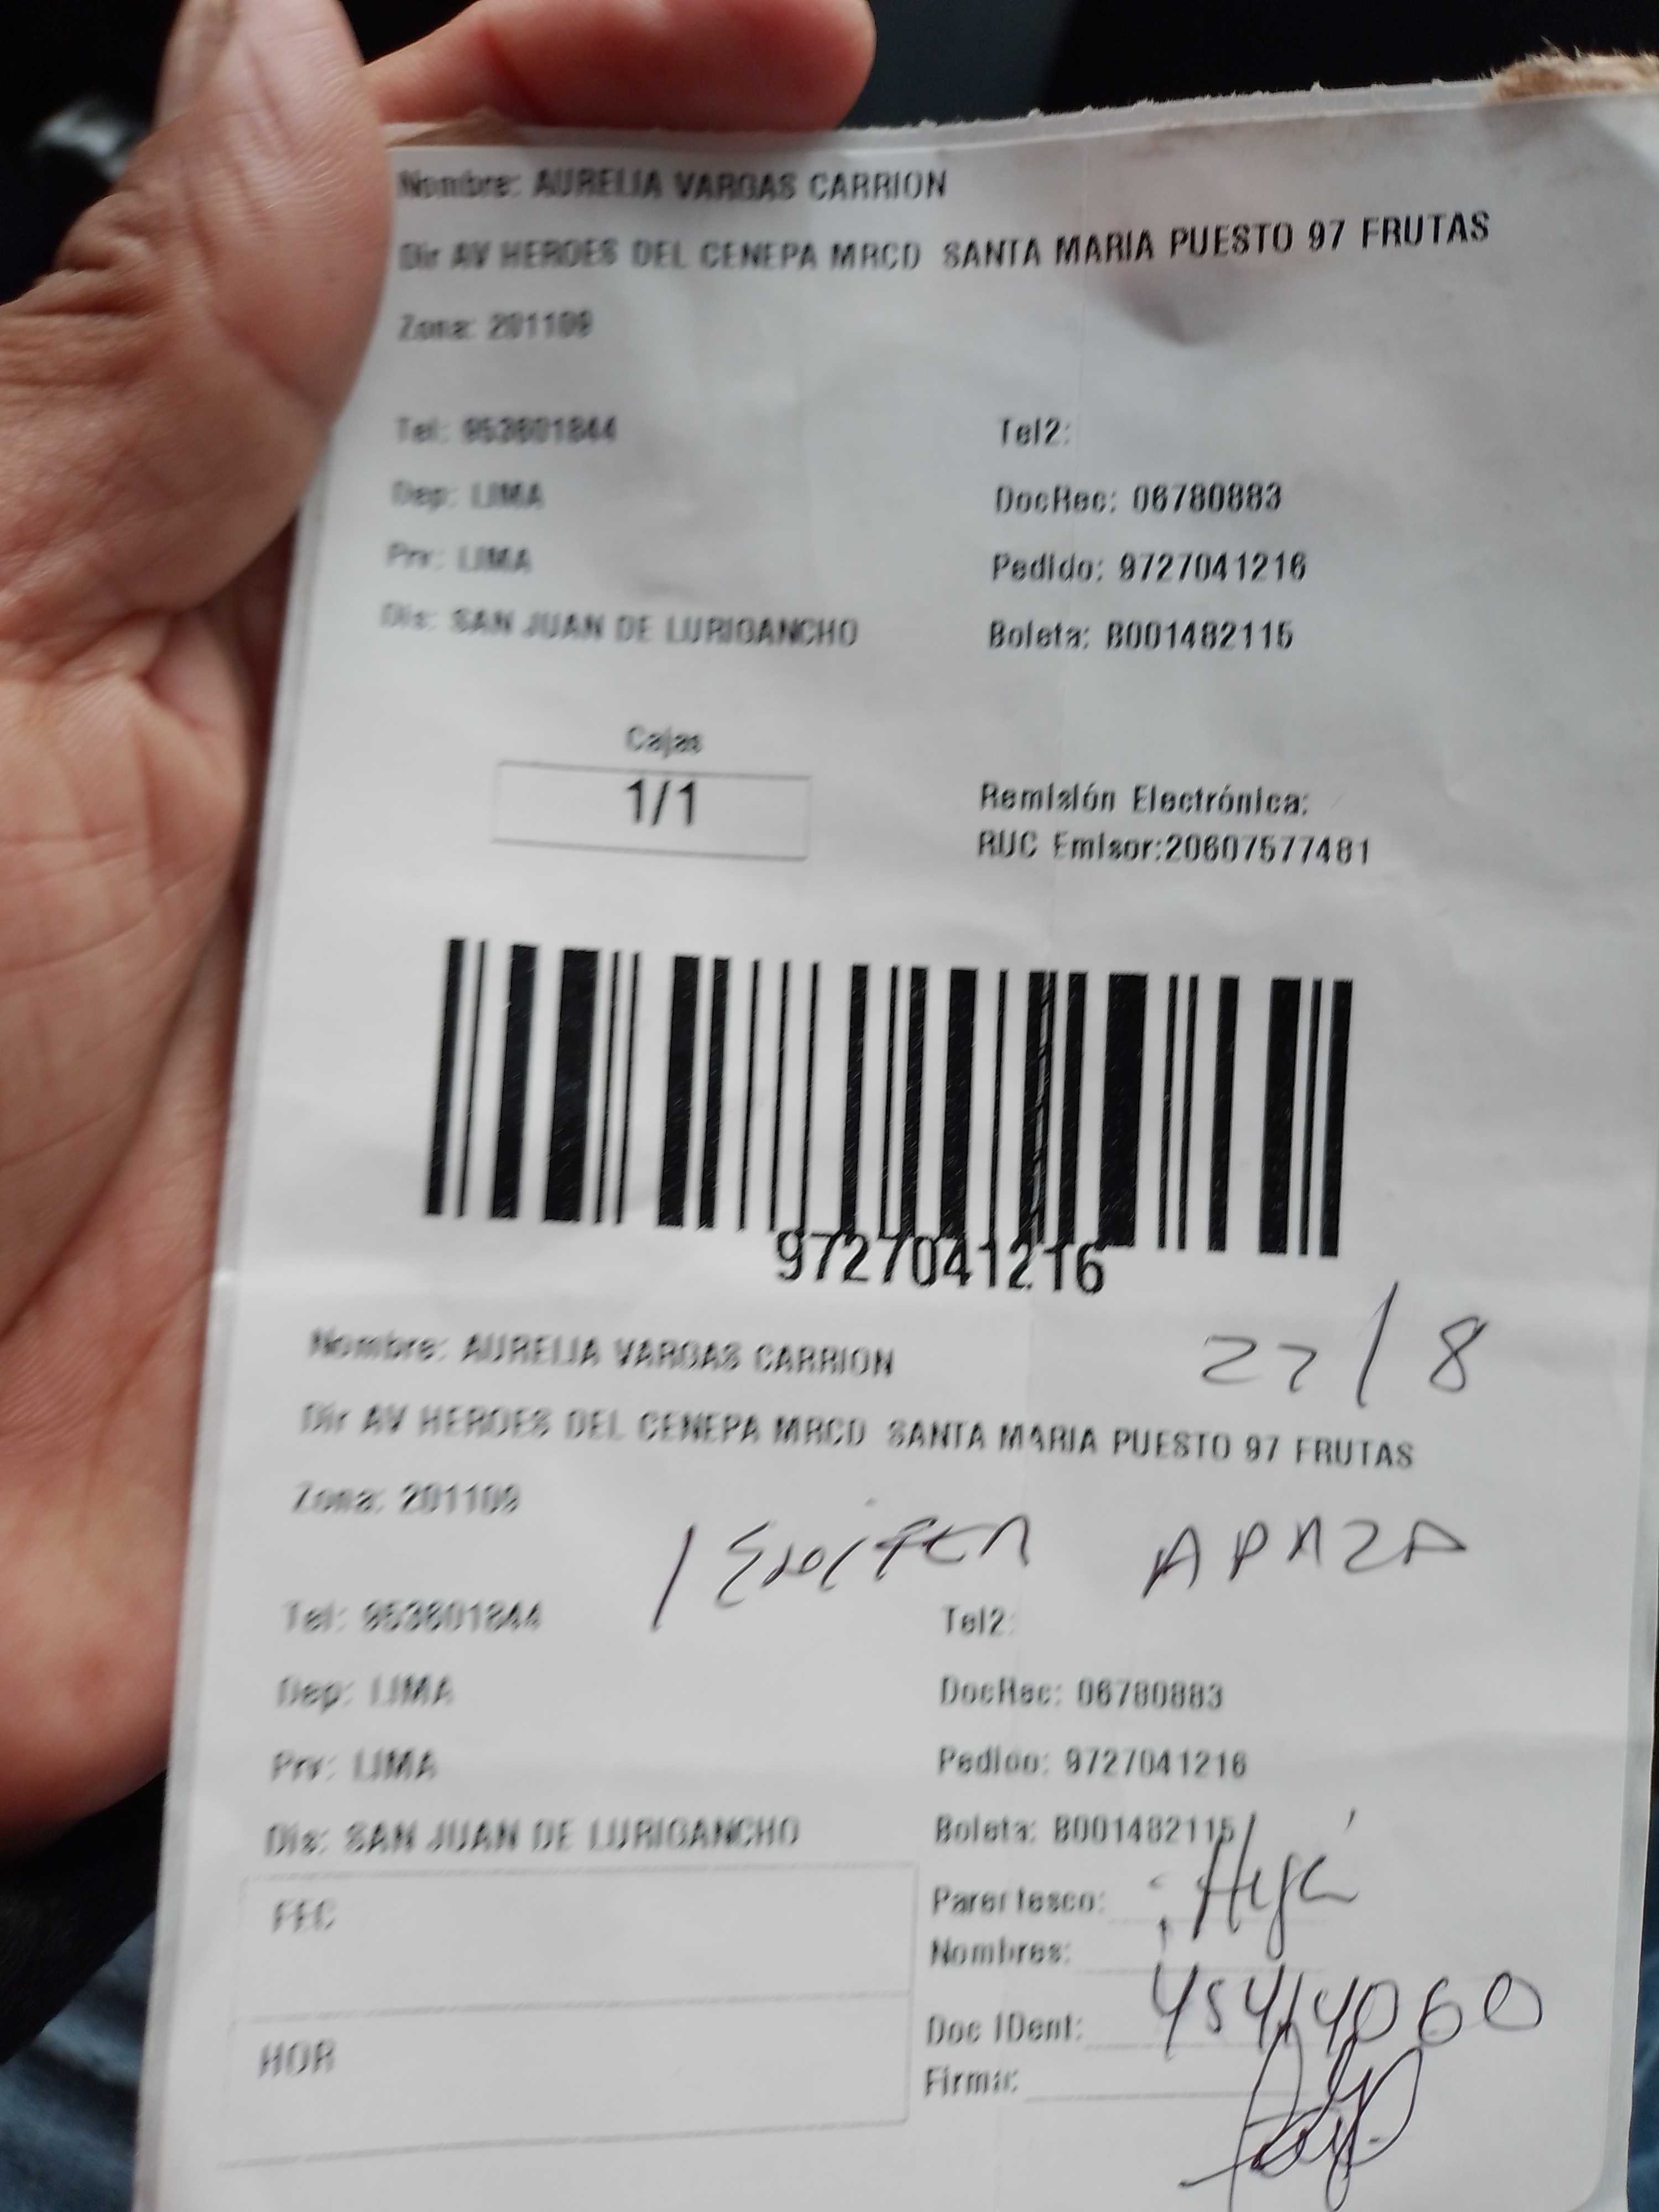 Nombre: AURELIA VARGAS CARRION
Dir AV HEROES DEL CENEPA MRCD SANTA MARIA PUESTO 97 FRUTAS
Zona: 201109
Tel: 953601844 Tel2:
Dep: LIMA DocRec: 06780883
Prv: LIMA Pedido: 9727041216
Dis: SAN JUAN DE LURIGANCHO Boleta: B001482115
Cajas
1/1
Remisión Electrónica:
RUC Emisor:20607577481
9727041216
22/8
Nombre: AURELIA VARGAS CARRION
Dir AV HEROES DEL CENEPA MRCD SANTA MARIA PUESTO 97 FRUTAS
Zona: 201109
APAZA
Tel: 953601844 Tel2:
Dep: LIMA DocRec: 06780883
Prv: LIMA Pedido: 9727041216
Dis: SAN JUAN DE LURIGANCHO Boleta: B001482115
FEC
HOR
Parentesco: Hija
Nombres:
Doc IDent: 45414060
Firma: